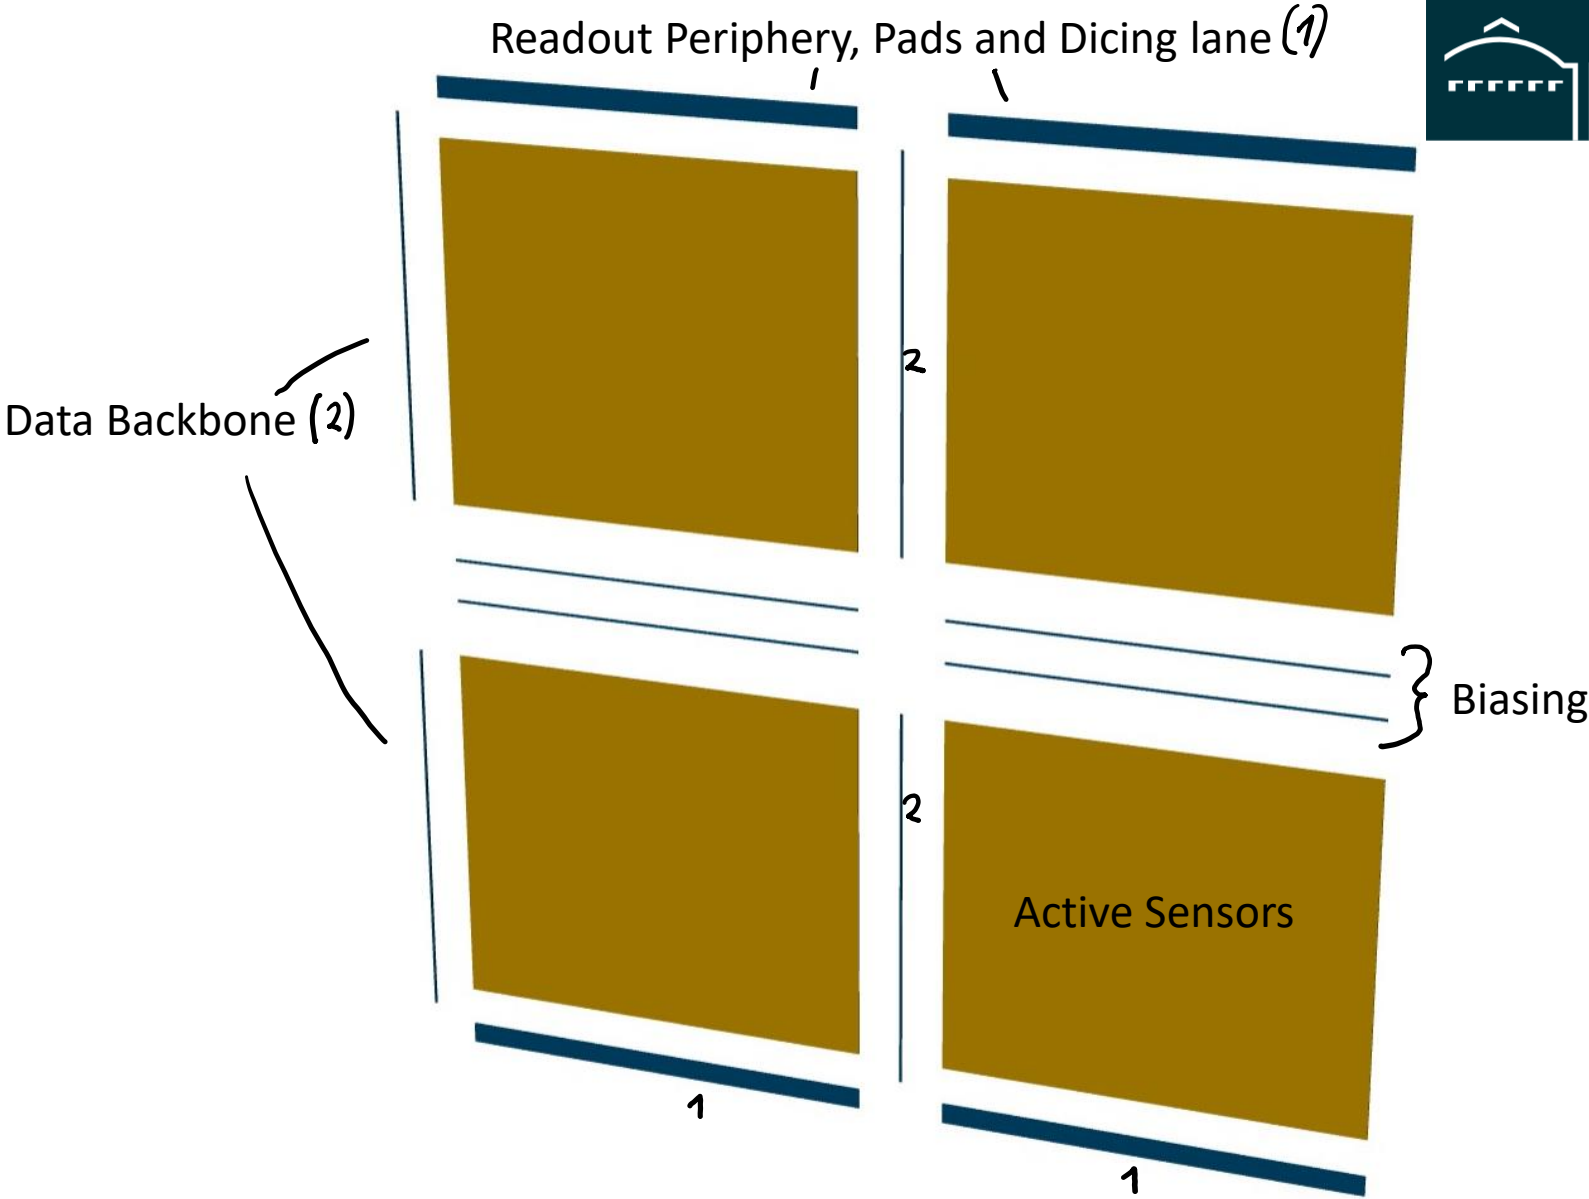 Readout Periphery, Pads and Dicing lane (1)
2
Data Backbone (2)
Biasing
2
Active Sensors
1
1